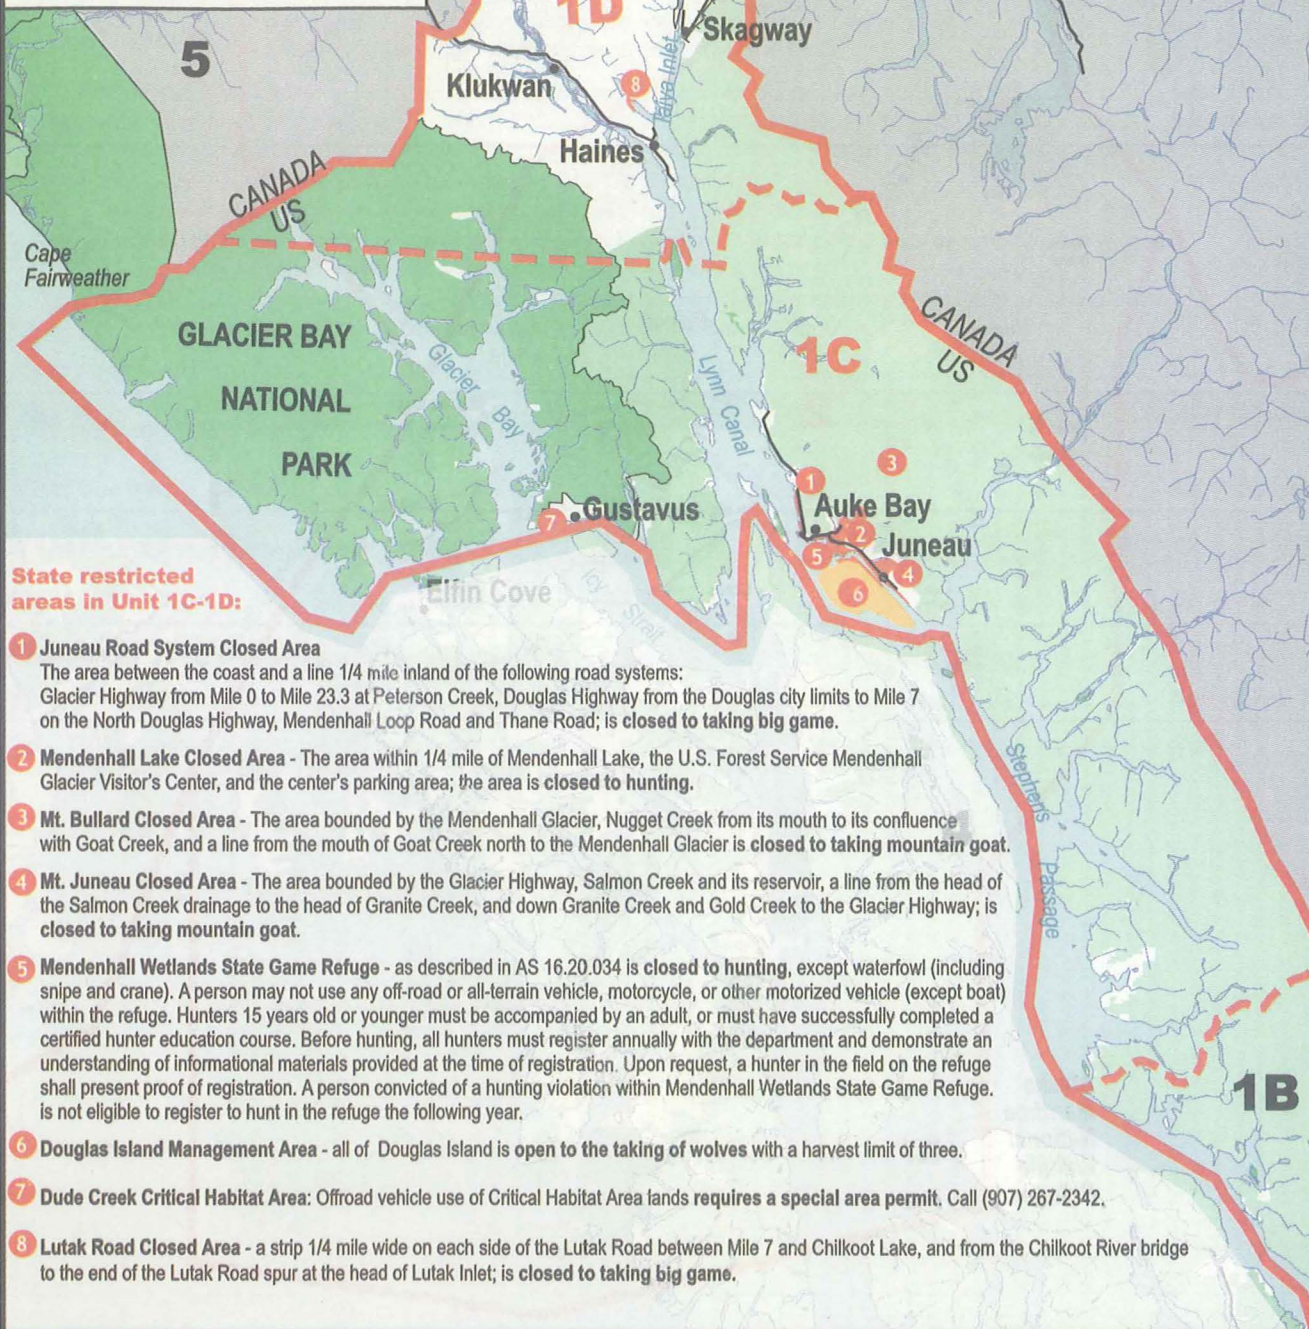 1D
Skagway
5
Klukwan
8
Taiya Inlet
Haines
CANADA
US
Cape
Fairweather
GLACIER BAY
NATIONAL
PARK
Glacier
Bay
Lynn Canal
1C
CANADA
US
3
1
Auke Bay
7
Gustavus
2
Juneau
5
4
6
Elfin Cove
Icy Strait
Stephens
Passage
1B
State restricted
areas in Unit 1C-1D:
1 Juneau Road System Closed Area
The area between the coast and a line 1/4 mile inland of the following road systems:
Glacier Highway from Mile 0 to Mile 23.3 at Peterson Creek, Douglas Highway from the Douglas city limits to Mile 7
on the North Douglas Highway, Mendenhall Loop Road and Thane Road; is closed to taking big game.
2 Mendenhall Lake Closed Area - The area within 1/4 mile of Mendenhall Lake, the U.S. Forest Service Mendenhall
Glacier Visitor's Center, and the center's parking area; the area is closed to hunting.
3 Mt. Bullard Closed Area - The area bounded by the Mendenhall Glacier, Nugget Creek from its mouth to its confluence
with Goat Creek, and a line from the mouth of Goat Creek north to the Mendenhall Glacier is closed to taking mountain goat.
4 Mt. Juneau Closed Area - The area bounded by the Glacier Highway, Salmon Creek and its reservoir, a line from the head of
the Salmon Creek drainage to the head of Granite Creek, and down Granite Creek and Gold Creek to the Glacier Highway; is
closed to taking mountain goat.
5 Mendenhall Wetlands State Game Refuge - as described in AS 16.20.034 is closed to hunting, except waterfowl (including
snipe and crane). A person may not use any off-road or all-terrain vehicle, motorcycle, or other motorized vehicle (except boat)
within the refuge. Hunters 15 years old or younger must be accompanied by an adult, or must have successfully completed a
certified hunter education course. Before hunting, all hunters must register annually with the department and demonstrate an
understanding of informational materials provided at the time of registration. Upon request, a hunter in the field on the refuge
shall present proof of registration. A person convicted of a hunting violation within Mendenhall Wetlands State Game Refuge.
is not eligible to register to hunt in the refuge the following year.
6 Douglas Island Management Area - all of Douglas Island is open to the taking of wolves with a harvest limit of three.
7 Dude Creek Critical Habitat Area: Offroad vehicle use of Critical Habitat Area lands requires a special area permit. Call (907) 267-2342.
8 Lutak Road Closed Area - a strip 1/4 mile wide on each side of the Lutak Road between Mile 7 and Chilkoot Lake, and from the Chilkoot River bridge
to the end of the Lutak Road spur at the head of Lutak Inlet; is closed to taking big game.